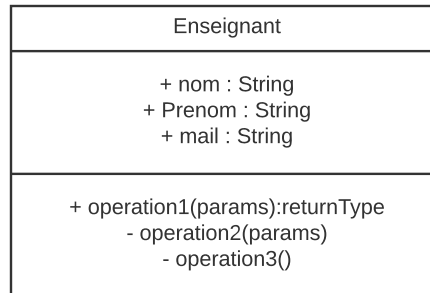 Enseignant
+ nom : String
+ Prenom : String
+ mail : String
+ operation1(params):returnType
- operation2(params)
- operation3()